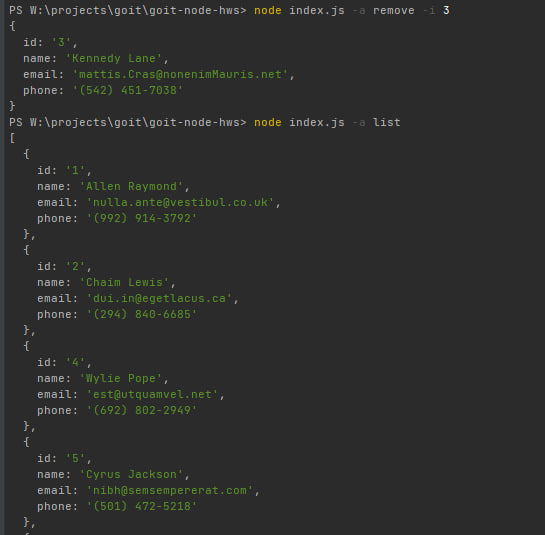 PS W:\projects\goit\goit-node-hws> node index.js -a remove -i 3
{
  id: '3',
  name: 'Kennedy Lane',
  email: 'mattis.Cras@nonenimMauris.net',
  phone: '(542) 451-7038'
}
PS W:\projects\goit\goit-node-hws> node index.js -a list
[
  {
    id: '1',
    name: 'Allen Raymond',
    email: 'nulla.ante@vestibul.co.uk',
    phone: '(992) 914-3792'
  },
  {
    id: '2',
    name: 'Chaim Lewis',
    email: 'dui.in@egetlacus.ca',
    phone: '(294) 840-6685'
  },
  {
    id: '4',
    name: 'Wylie Pope',
    email: 'est@utquamvel.net',
    phone: '(692) 802-2949'
  },
  {
    id: '5',
    name: 'Cyrus Jackson',
    email: 'nibh@semsempererat.com',
    phone: '(501) 472-5218'
  },
  {